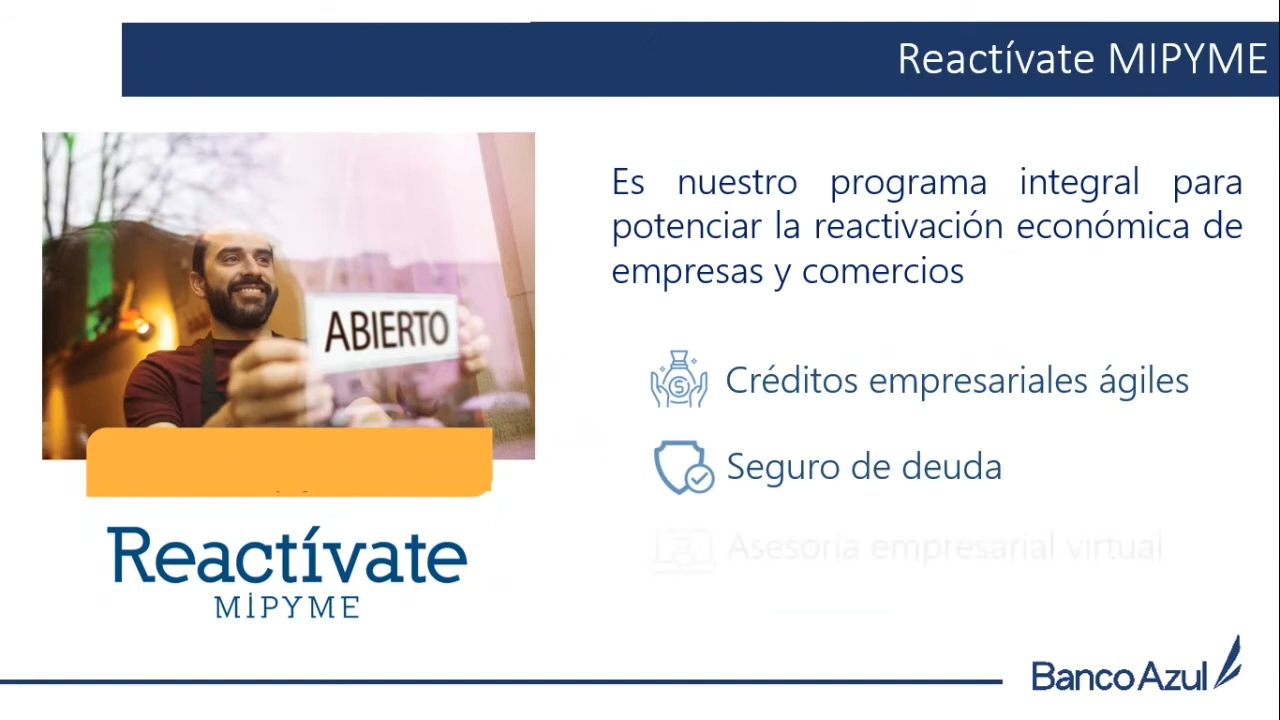 Reactívate MIPYME
ABIERTO
Es nuestro programa integral para
potenciar la reactivación económica de
empresas y comercios
Créditos empresariales ágiles
Seguro de deuda
Asesoría empresarial virtual
Reactívate
MIPYME
BancoAzul